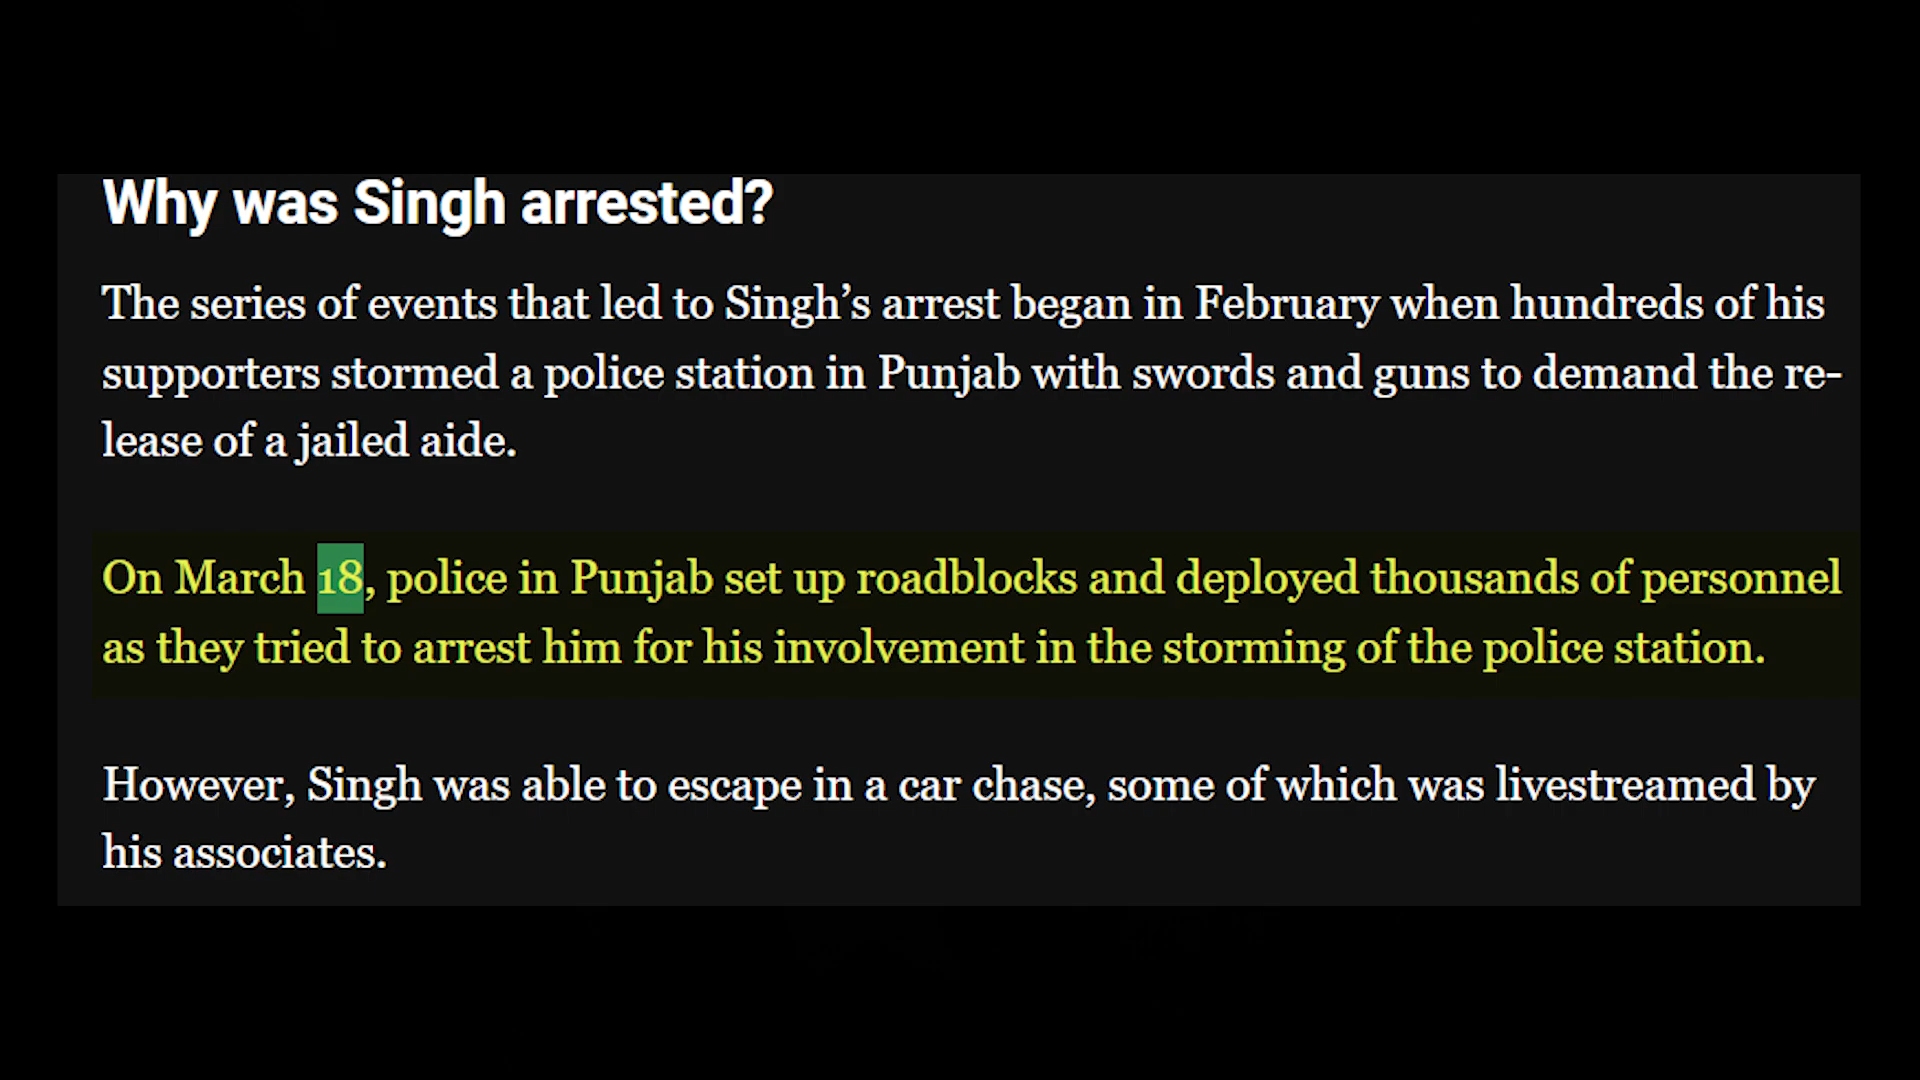 Why was Singh arrested?
The series of events that led to Singh’s arrest began in February when hundreds of his
supporters stormed a police station in Punjab with swords and guns to demand the re-
lease of a jailed aide.
On March 18, police in Punjab set up roadblocks and deployed thousands of personnel
as they tried to arrest him for his involvement in the storming of the police station.
However, Singh was able to escape in a car chase, some of which was livestreamed by
his associates.